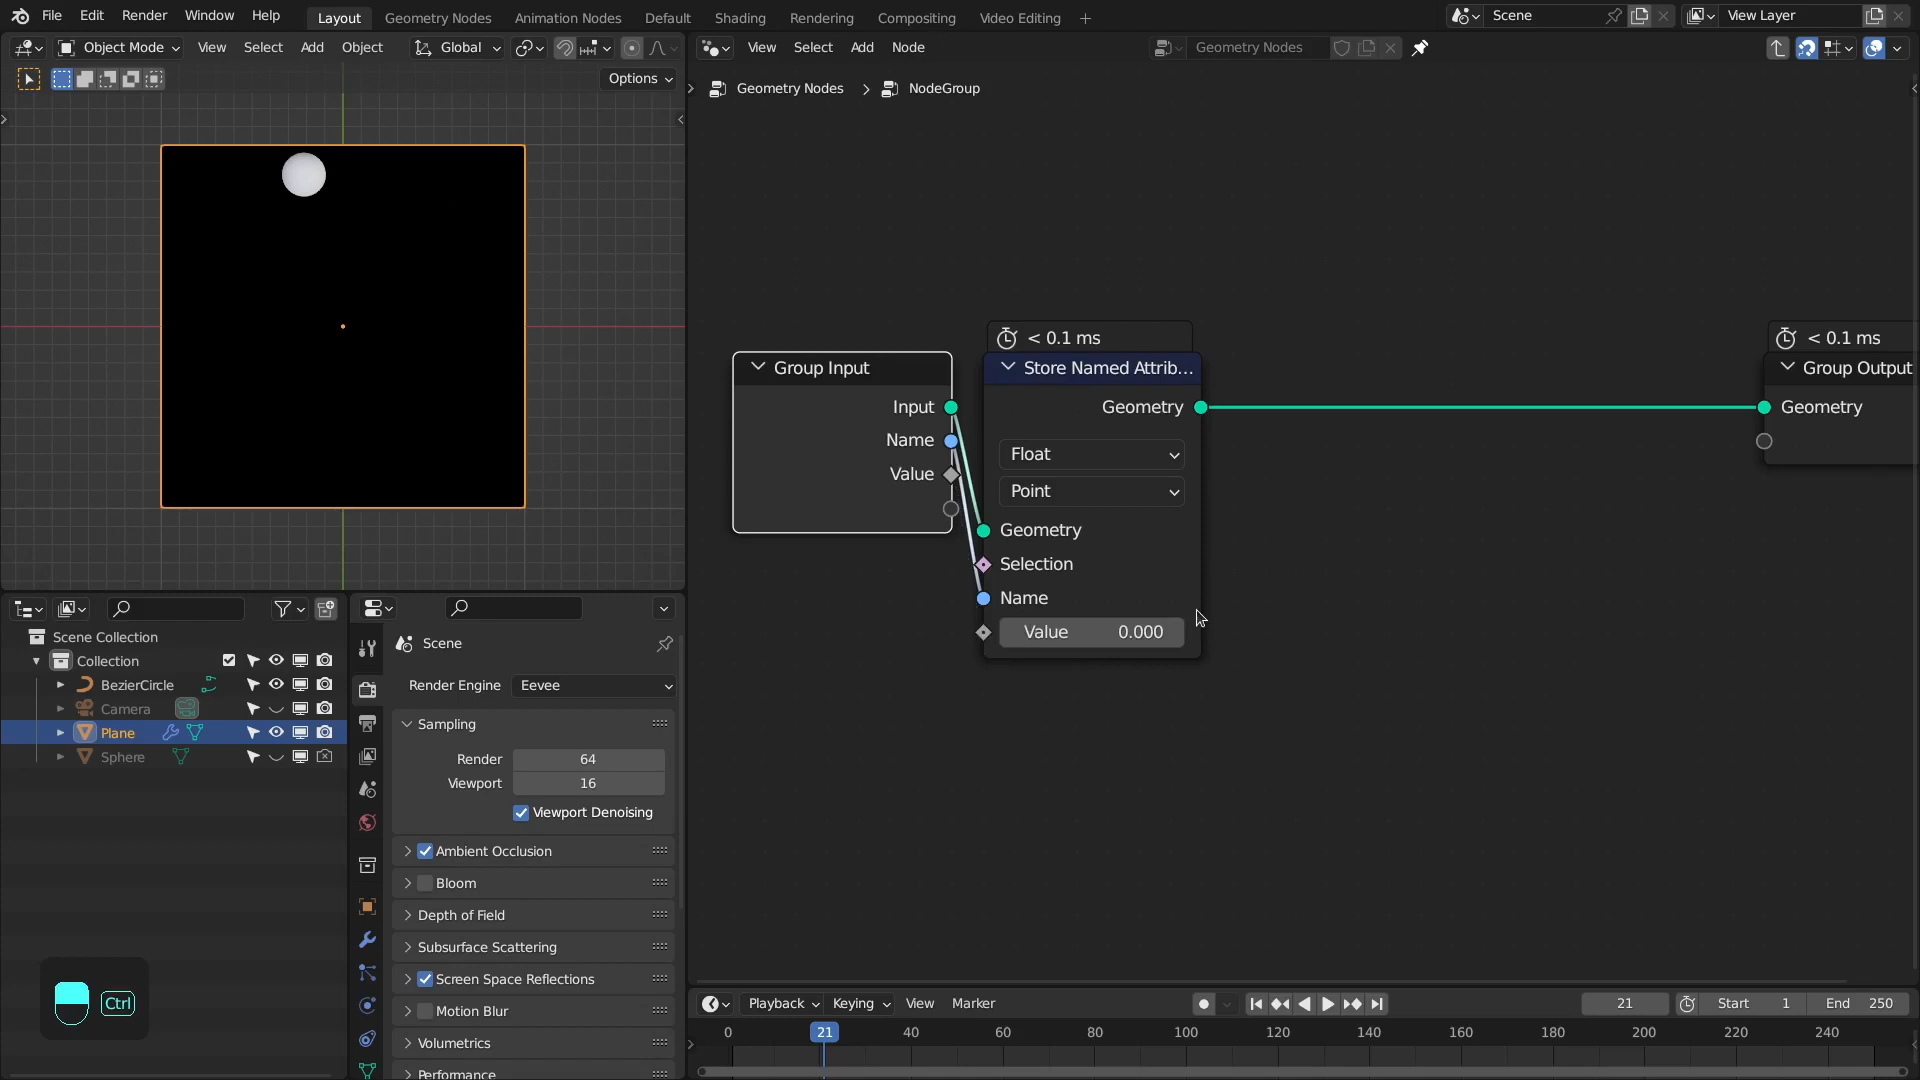 File Edit Render Window Help Layout Geometry Nodes Animation Nodes Default Shading Rendering Compositing Video Editing + Scene View Layer
Object Mode View Select Add Object Global
Options
View Select Add Node Geometry Nodes
Geometry Nodes > NodeGroup
Group Input
Input
Name
Value
< 0.1 ms
Store Named Attrib...
Geometry
Float
Point
Geometry
Selection
Name
Value 0.000
< 0.1 ms
Group Output
Geometry
Scene Collection
Collection
BezierCircle
Camera
Plane
Sphere
Ctrl
Scene
Render Engine Eevee
Sampling
Render 64
Viewport 16
Viewport Denoising
Ambient Occlusion
Bloom
Depth of Field
Subsurface Scattering
Screen Space Reflections
Motion Blur
Volumetrics
Performance
Playback Keying View Marker 21 Start 1 End 250
0 21 40 60 80 100 120 140 160 180 200 220 240